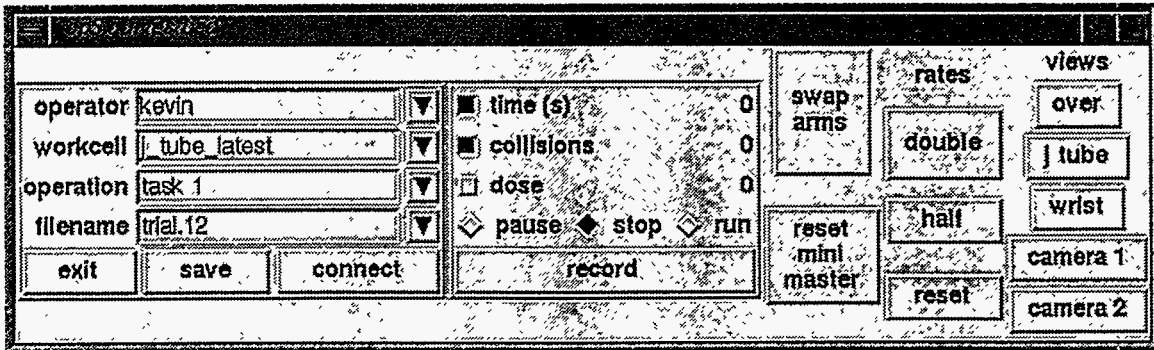 operator kevin
workcell j_tube_latest
operation task 1
filename trial.12
exit save connect
time (s) 0
collisions 0
dose 0
pause stop run
record
swap
arms
reset
mini
master
rates
double
half
reset
views
over
j tube
wrist
camera 1
camera 2